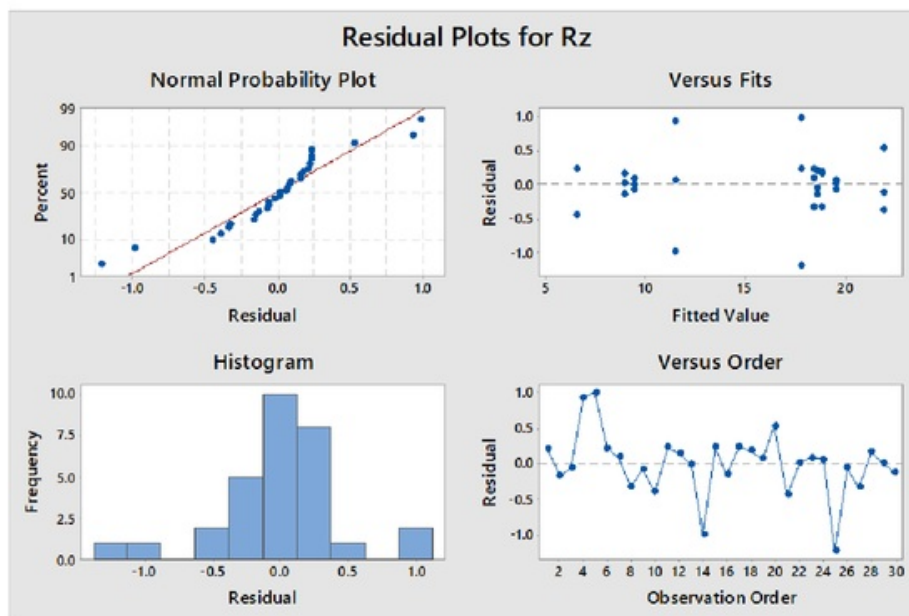 Residual Plots for Rz
Normal Probability Plot
99
90
50
10
1
Percent
-1.0 -0.5 0.0 0.5 1.0
Residual
Versus Fits
1.0
0.5
0.0
-0.5
-1.0
Residual
5 10 15 20
Fitted Value
Histogram
10.0
7.5
5.0
2.5
0.0
Frequency
-1.0 -0.5 0.0 0.5 1.0
Residual
Versus Order
1.0
0.5
0.0
-0.5
-1.0
Residual
2 4 6 8 10 12 14 16 18 20 22 24 26 28 30
Observation Order